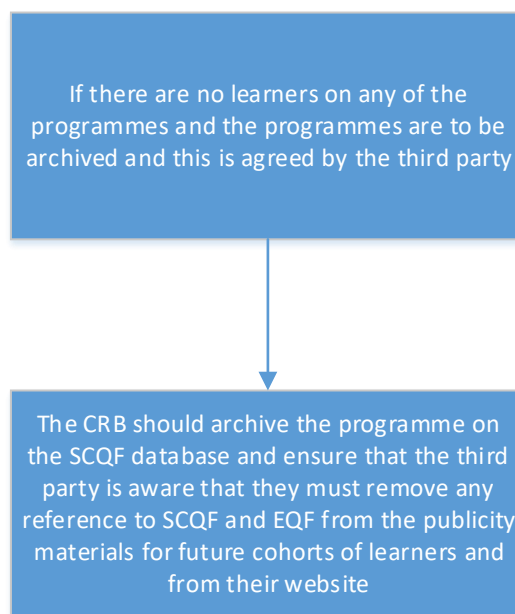 If there are no learners on any of the
programmes and the programmes are to be
archived and this is agreed by the third party
The CRB should archive the programme on
the SCQF database and ensure that the third
party is aware that they must remove any
reference to SCQF and EQF from the publicity
materials for future cohorts of learners and
from their website